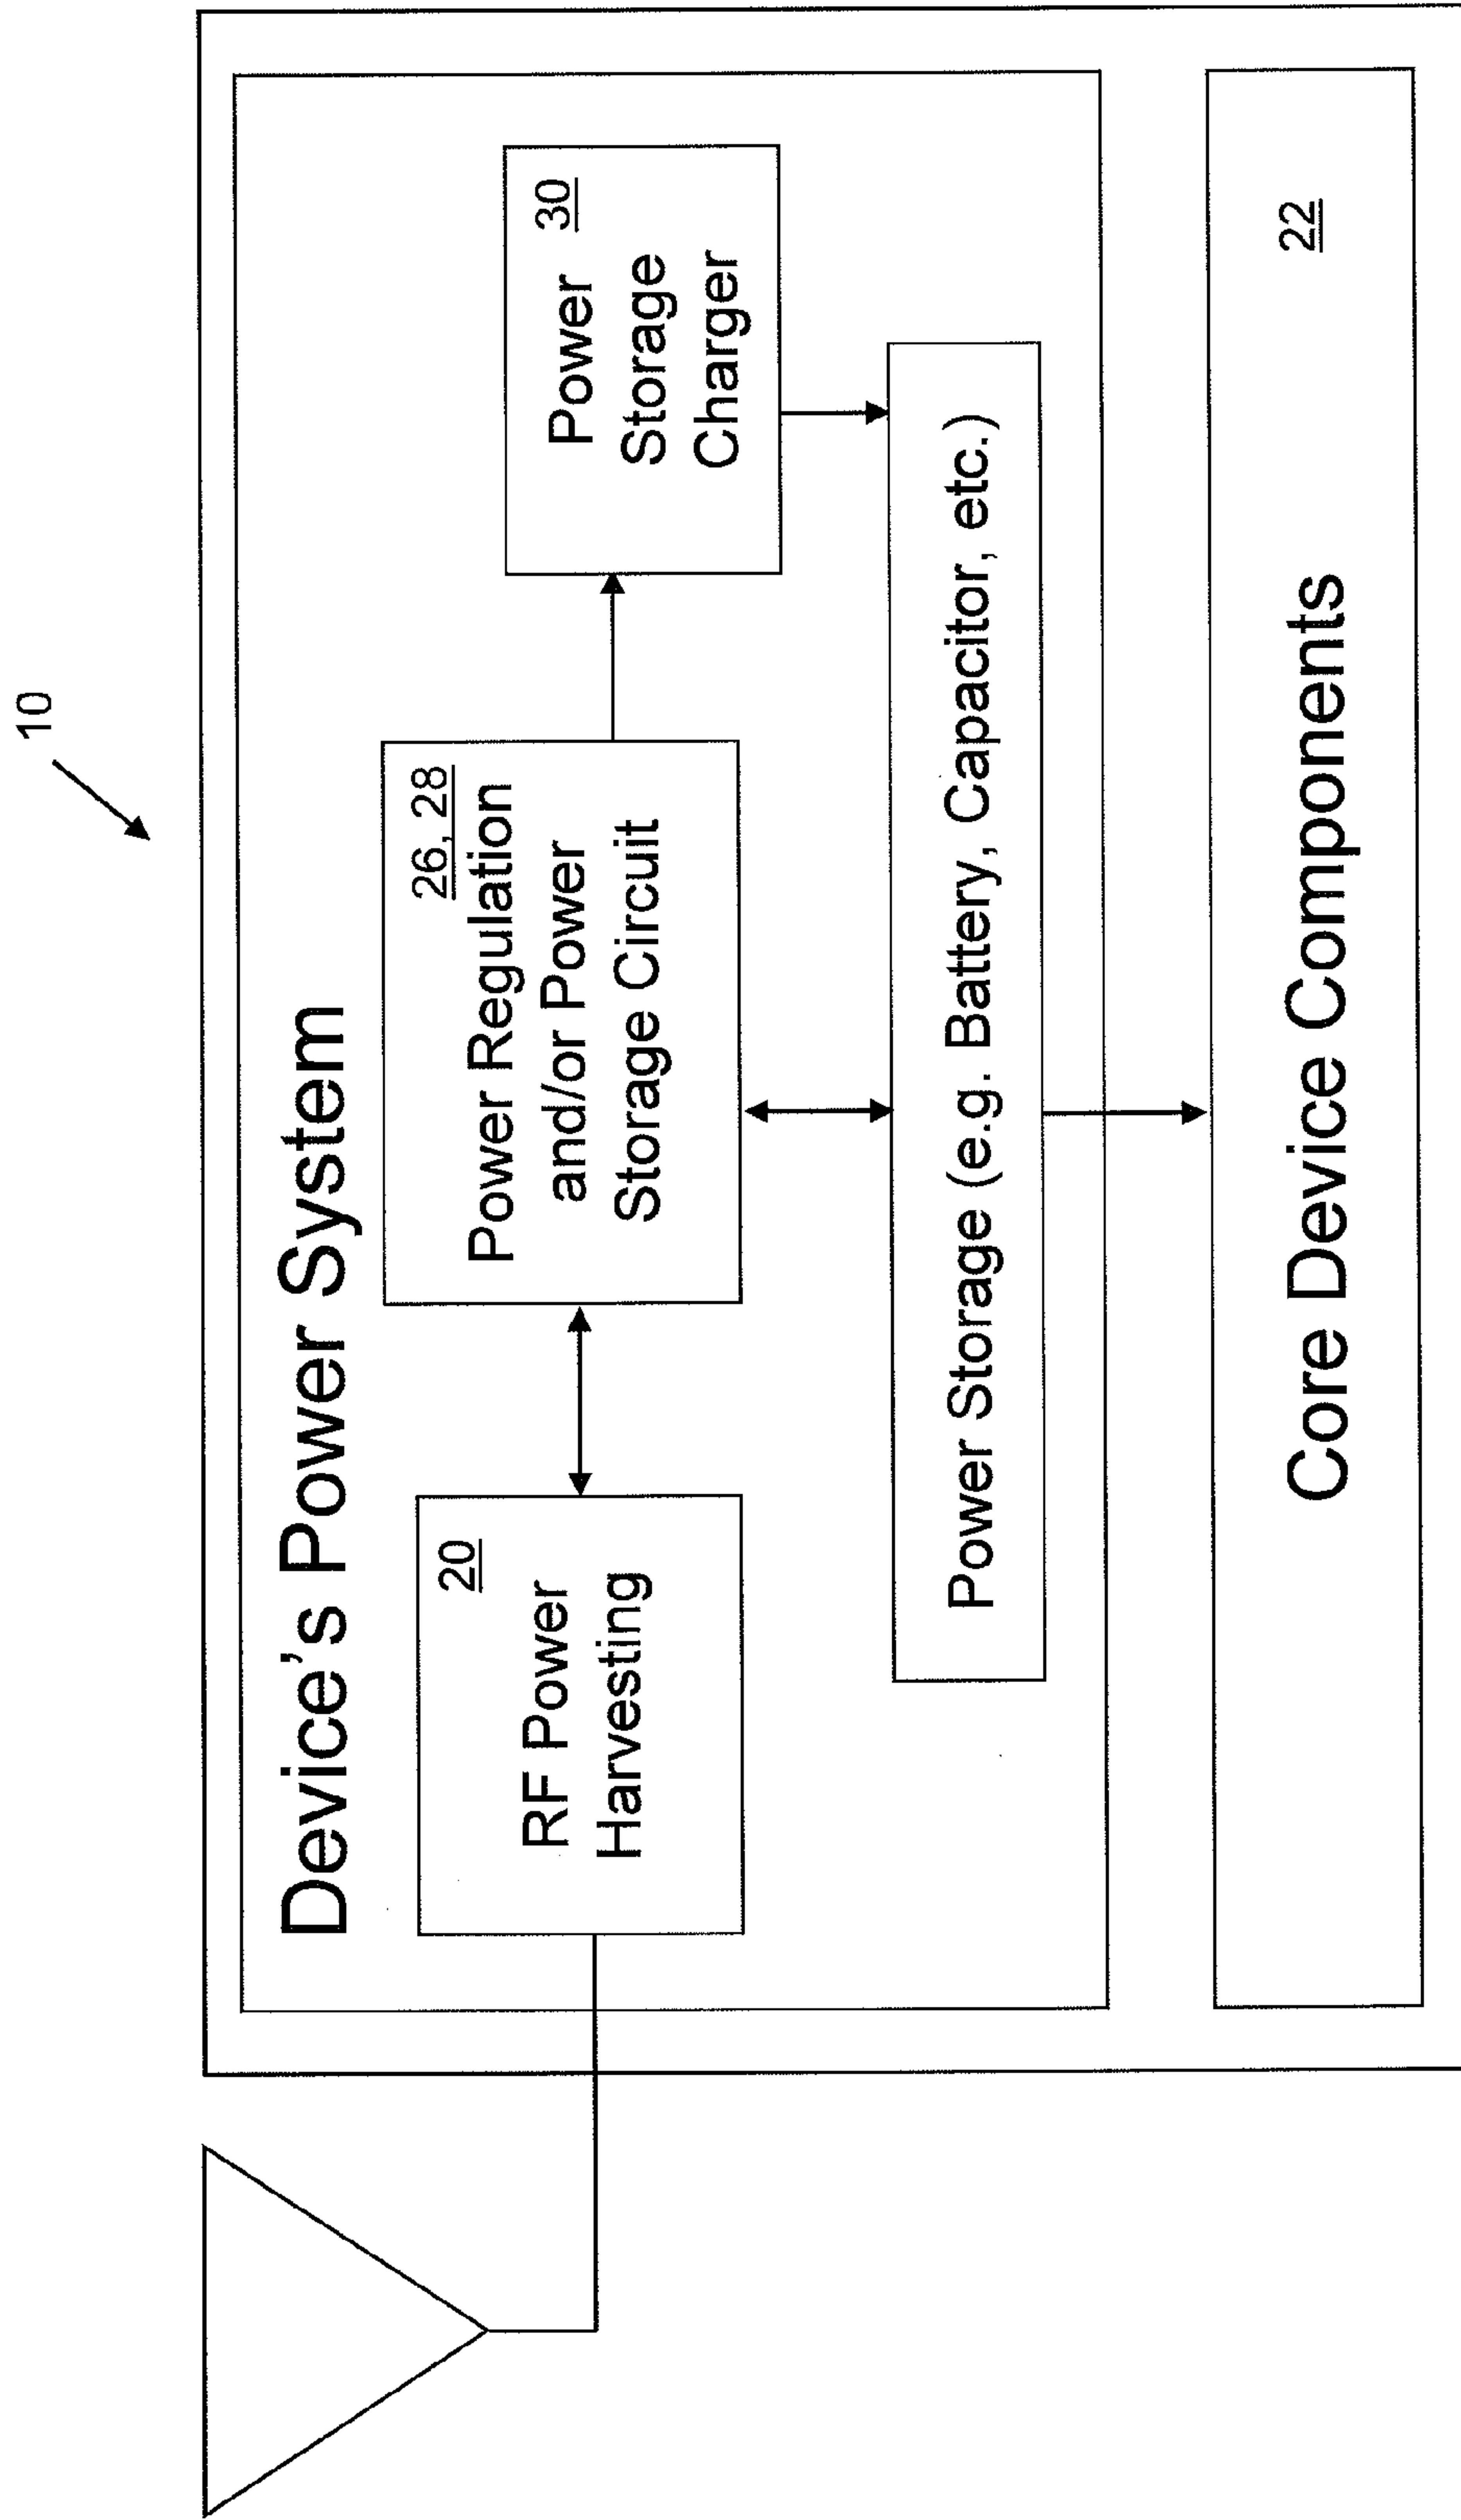 10
Device's Power System
20
RF Power
Harvesting
26, 28
Power Regulation
and/or Power
Storage Circuit
Power 30
Storage
Charger
Power Storage (e.g. Battery, Capacitor, etc.)
22
Core Device Components